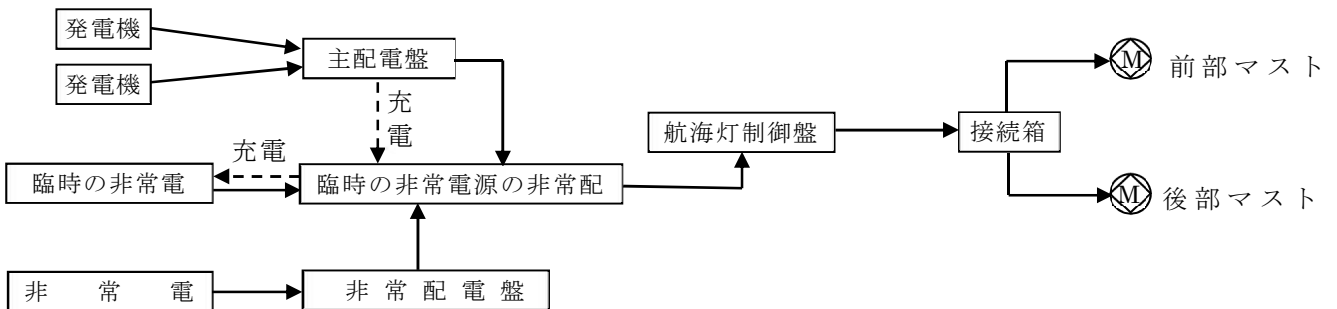 発電機
発電機
主配電盤
充電
充電
臨時の非常電
臨時の非常電源の非常配
非常電
非常配電盤
航海灯制御盤
接続箱
M
前部マスト
M
後部マスト